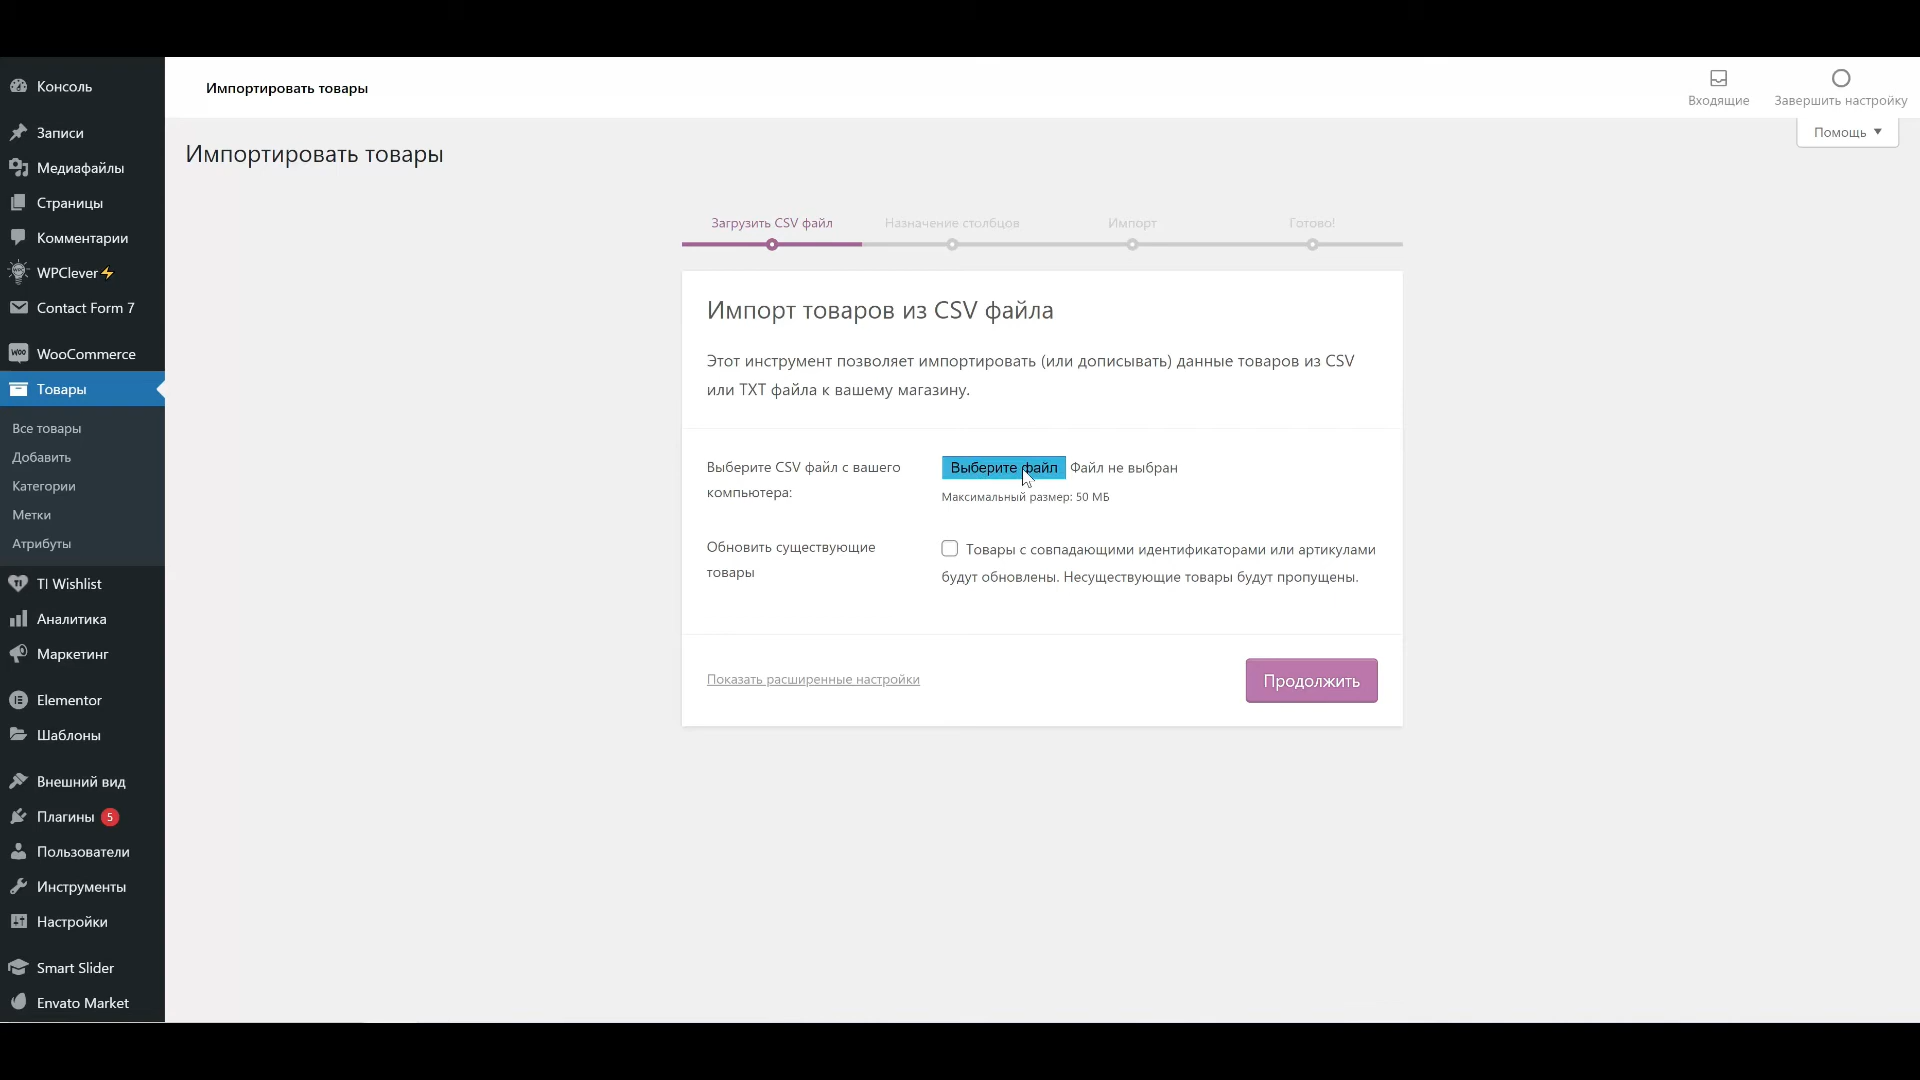 Консоль
Записи
Медиафайлы
Страницы
Комментарии
WPClever⚡
Contact Form 7
WooCommerce
Товары
Все товары
Добавить
Категории
Метки
Атрибуты
TI Wishlist
Аналитика
Маркетинг
Elementor
Шаблоны
Внешний вид
Плагины 5
Пользователи
Инструменты
Настройки
Smart Slider
Envato Market
Импортировать товары
Входящие
Завершить настройку
Помощь ▼
Импортировать товары
Загрузить CSV файл
Назначение столбцов
Импорт
Готово!
Импорт товаров из CSV файла
Этот инструмент позволяет импортировать (или дописывать) данные товаров из CSV
или TXT файла к вашему магазину.
Выберите CSV файл с вашего
компьютера:
Выберите файл Файл не выбран
Максимальный размер: 50 МБ
Обновить существующие
товары
Товары с совпадающими идентификаторами или артикулами
будут обновлены. Несуществующие товары будут пропущены.
Показать расширенные настройки
Продолжить